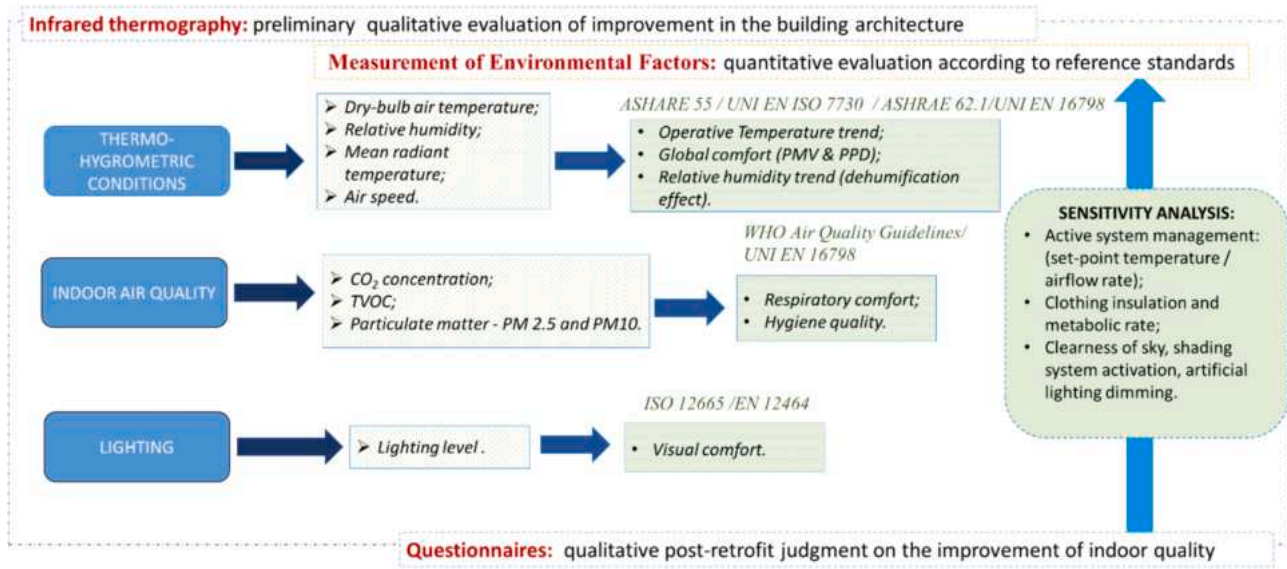 Infrared thermography: preliminary qualitative evaluation of improvement in the building architecture
Measurement of Environmental Factors: quantitative evaluation according to reference standards
THERMO-
HYGROMETRIC
CONDITIONS
➢ Dry-bulb air temperature;
➢ Relative humidity;
➢ Mean radiant
temperature;
➢ Air speed.
ASHARE 55 / UNI EN ISO 7730 / ASHRAE 62.1/UNI EN 16798
• Operative Temperature trend;
• Global comfort (PMV & PPD);
• Relative humidity trend (dehumification
effect).
INDOOR AIR QUALITY
➢ CO₂ concentration;
➢ TVOC;
➢ Particulate matter - PM 2.5 and PM10.
WHO Air Quality Guidelines/
UNI EN 16798
• Respiratory comfort;
• Hygiene quality.
LIGHTING
➢ Lighting level .
ISO 12665 /EN 12464
• Visual comfort.
SENSITIVITY ANALYSIS:
• Active system management:
(set-point temperature /
airflow rate);
• Clothing insulation and
metabolic rate;
• Clearness of sky, shading
system activation, artificial
lighting dimming.
Questionnaires: qualitative post-retrofit judgment on the improvement of indoor quality